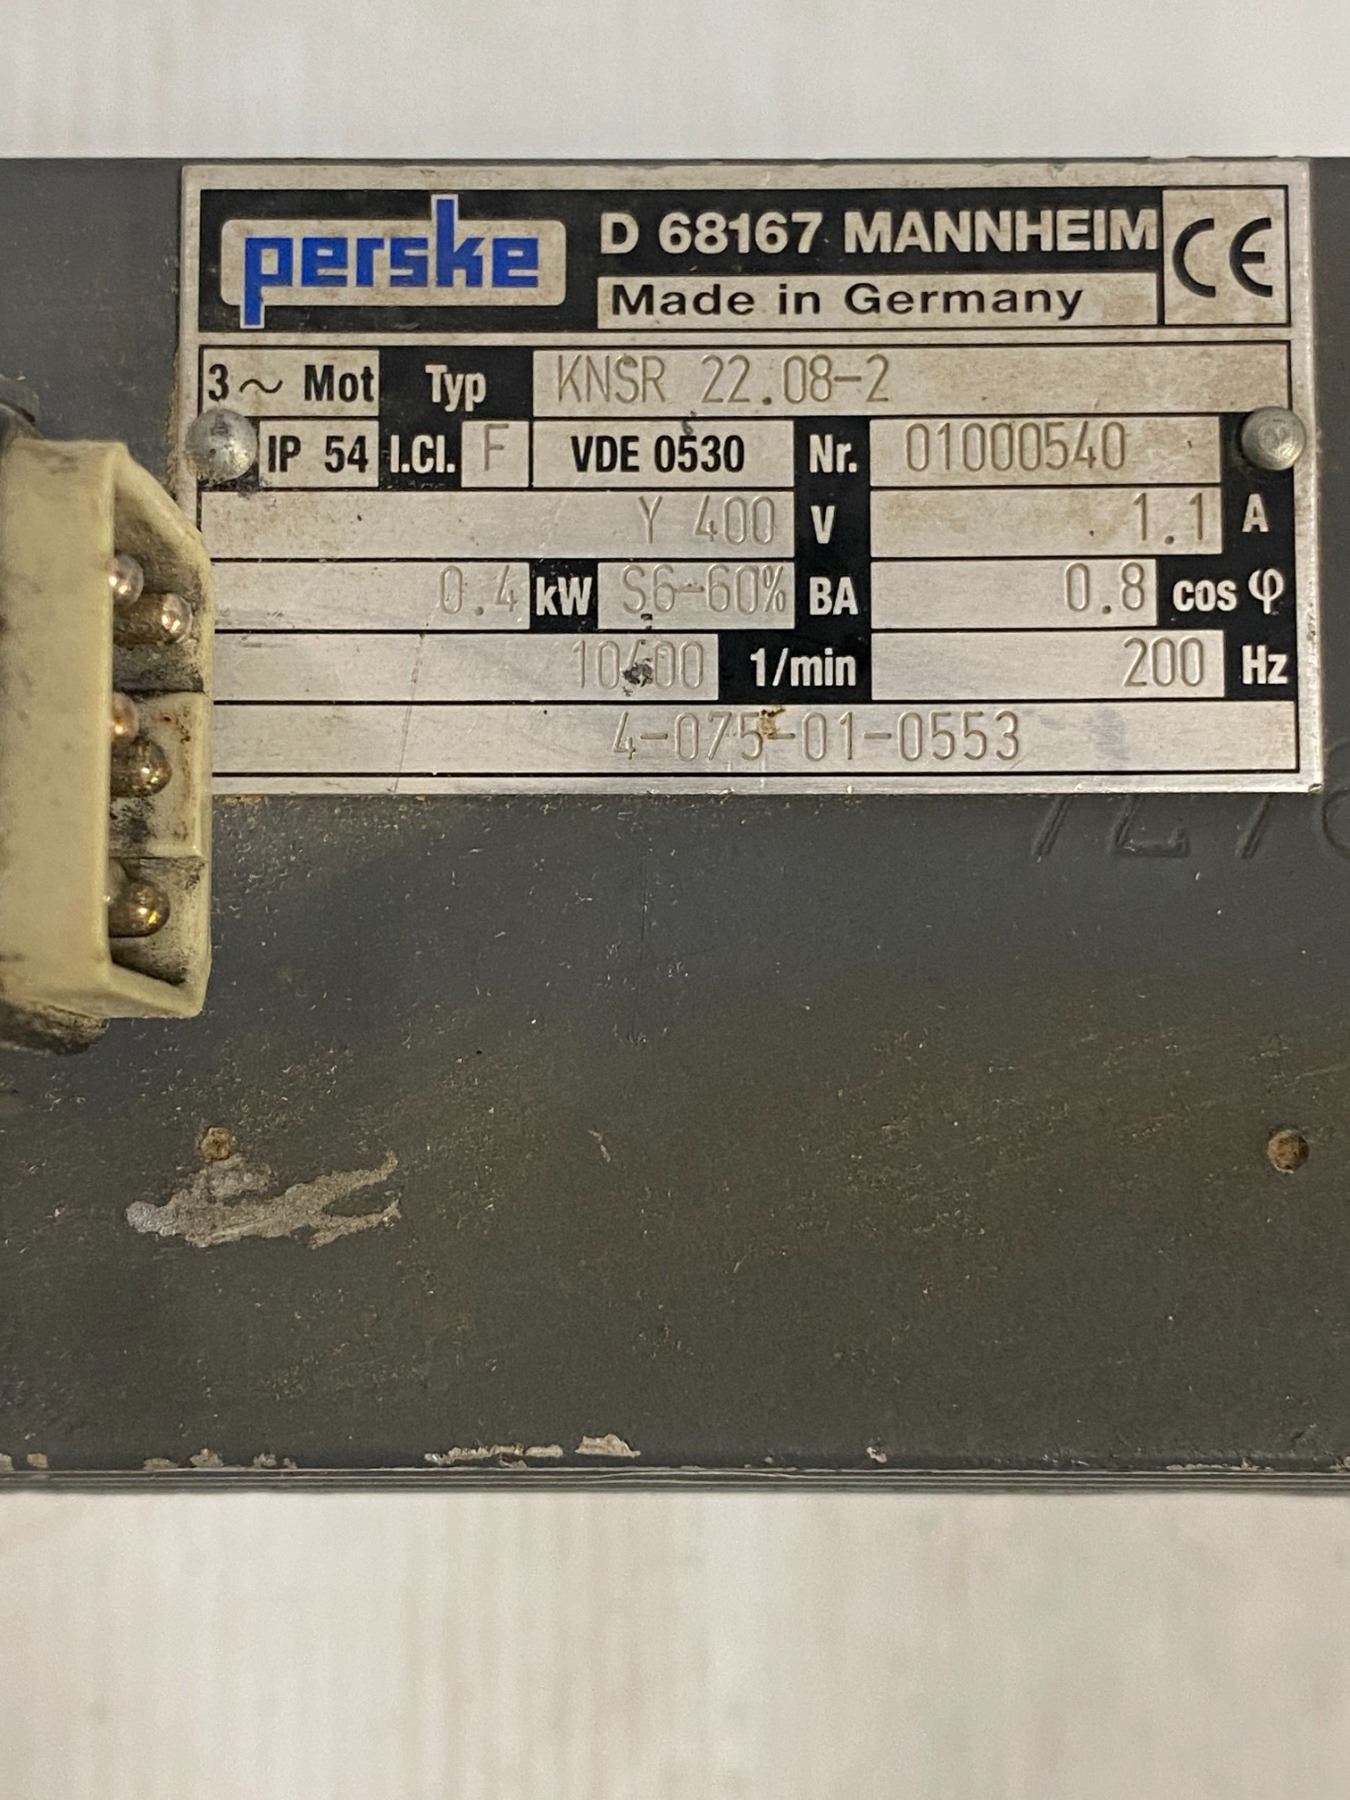 perske D 68167 MANNHEIM CE
Made in Germany
3~ Mot Typ KNSR 22.08-2
IP 54 I.Cl. F VDE 0530 Nr. 01000540
Y 400 V 1.1 A
0.4 kW S6-60% BA 0.8 cos φ
1/min 200 Hz
4-075-01-0553